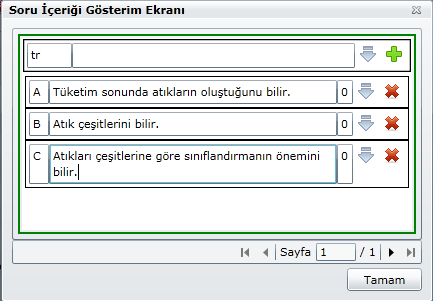 Soru İçeriği Gösterim Ekranı
tr
A Tüketim sonunda atıkların oluştuğunu bilir. 0
B Atık çeşitlerini bilir. 0
C Atıkları çeşitlerine göre sınıflandırmanın önemini 0
bilir.
Sayfa 1 / 1
Tamam